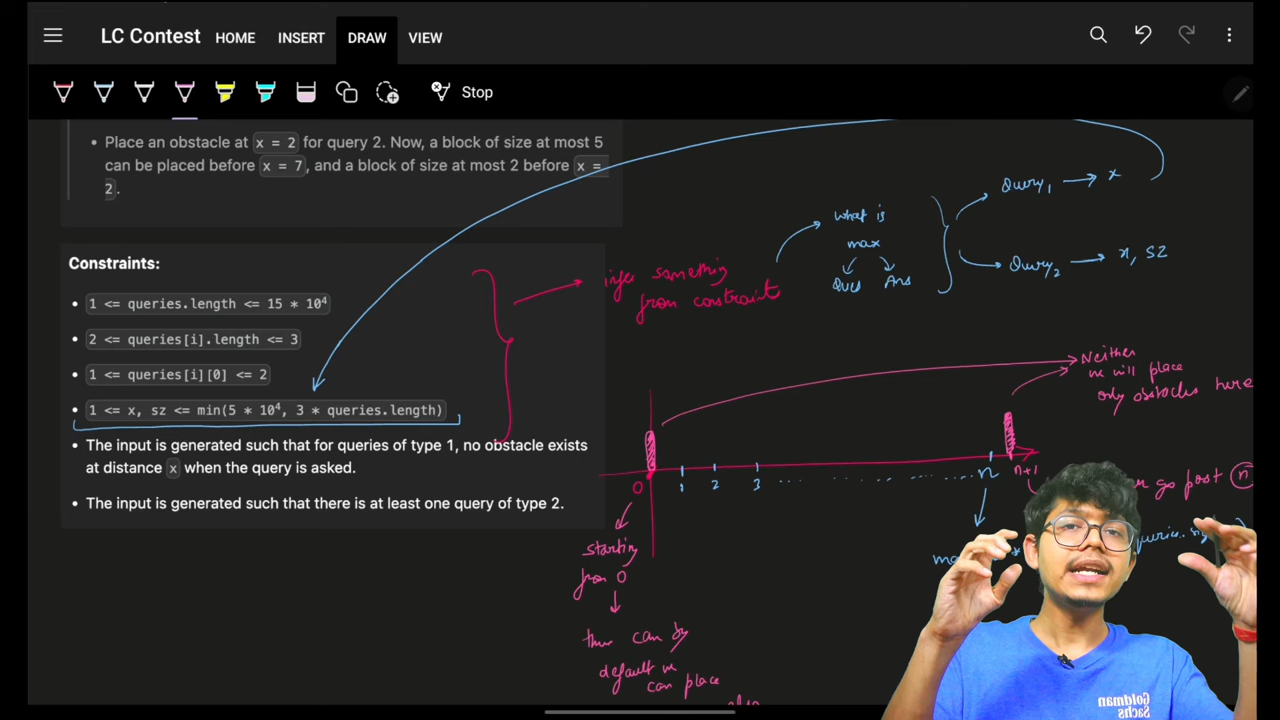 LC Contest
HOME
INSERT
DRAW
VIEW
Stop
Place an obstacle at x = 2 for query 2. Now, a block of size at most 5
can be placed before x = 7, and a block of size at most 2 before x =
2.
Constraints:
1 <= queries.length <= 15 * 10^4
2 <= queries[i].length <= 3
1 <= queries[i][0] <= 2
1 <= x, sz <= min(5 * 10^4, 3 * queries.length)
The input is generated such that for queries of type 1, no obstacle exists
at distance x when the query is asked.
The input is generated such that there is at least one query of type 2.
something
from constraint
what is
max
Ques Ans
Query1 → x
Query2 → x, sz
Neither
we will place
only obstacles here
0 1 2 3 n n+1
go post n
starting
from 0
can by
default we
can place
also
Goldman
Sachs